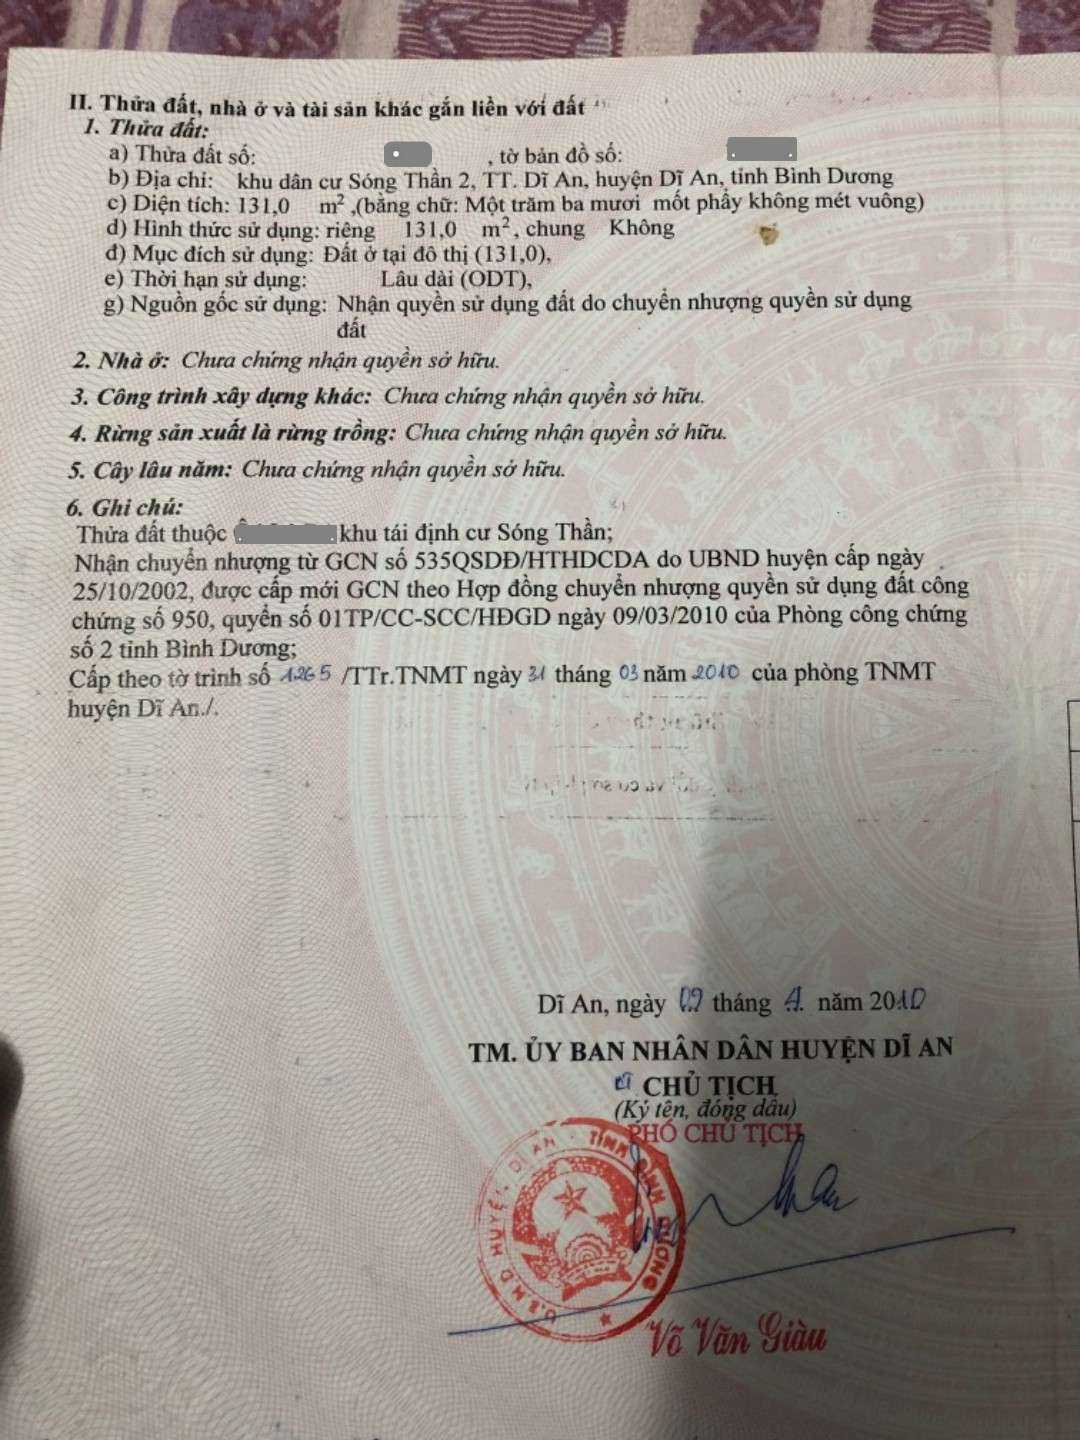 II. Thửa đất, nhà ở và tài sản khác gắn liền với đất
1. Thửa đất:
a) Thửa đất số: , tờ bản đồ số:
b) Địa chỉ: khu dân cư Sóng Thần 2, TT. Dĩ An, huyện Dĩ An, tỉnh Bình Dương
c) Diện tích: 131,0 m² ,(bằng chữ: Một trăm ba mươi mốt phẩy không mét vuông)
d) Hình thức sử dụng: riêng 131,0 m², chung Không
đ) Mục đích sử dụng: Đất ở tại đô thị (131,0),
e) Thời hạn sử dụng: Lâu dài (ODT),
g) Nguồn gốc sử dụng: Nhận quyền sử dụng đất do chuyển nhượng quyền sử dụng
đất
2. Nhà ở: Chưa chứng nhận quyền sở hữu.
3. Công trình xây dựng khác: Chưa chứng nhận quyền sở hữu.
4. Rừng sản xuất là rừng trồng: Chưa chứng nhận quyền sở hữu.
5. Cây lâu năm: Chưa chứng nhận quyền sở hữu.
6. Ghi chú:
Thửa đất thuộc khu tái định cư Sóng Thần;
Nhận chuyển nhượng từ GCN số 535QSDĐ/HTHDCDA do UBND huyện cấp ngày
25/10/2002, được cấp mới GCN theo Hợp đồng chuyển nhượng quyền sử dụng đất công
chứng số 950, quyển số 01TP/CC-SCC/HĐGD ngày 09/03/2010 của Phòng công chứng
số 2 tỉnh Bình Dương;
Cấp theo tờ trình số 1265 /TTr.TNMT ngày 31 tháng 03 năm 2010 của phòng TNMT
huyện Dĩ An./.
Dĩ An, ngày 09 tháng 4 năm 2010
TM. ỦY BAN NHÂN DÂN HUYỆN DĨ AN
CHỦ TỊCH
(Ký tên, đóng dấu)
PHÓ CHỦ TỊCH
U.B.N.D HUYỆN DĨ AN - TỈNH BÌNH DƯƠNG
Võ Văn Giàu